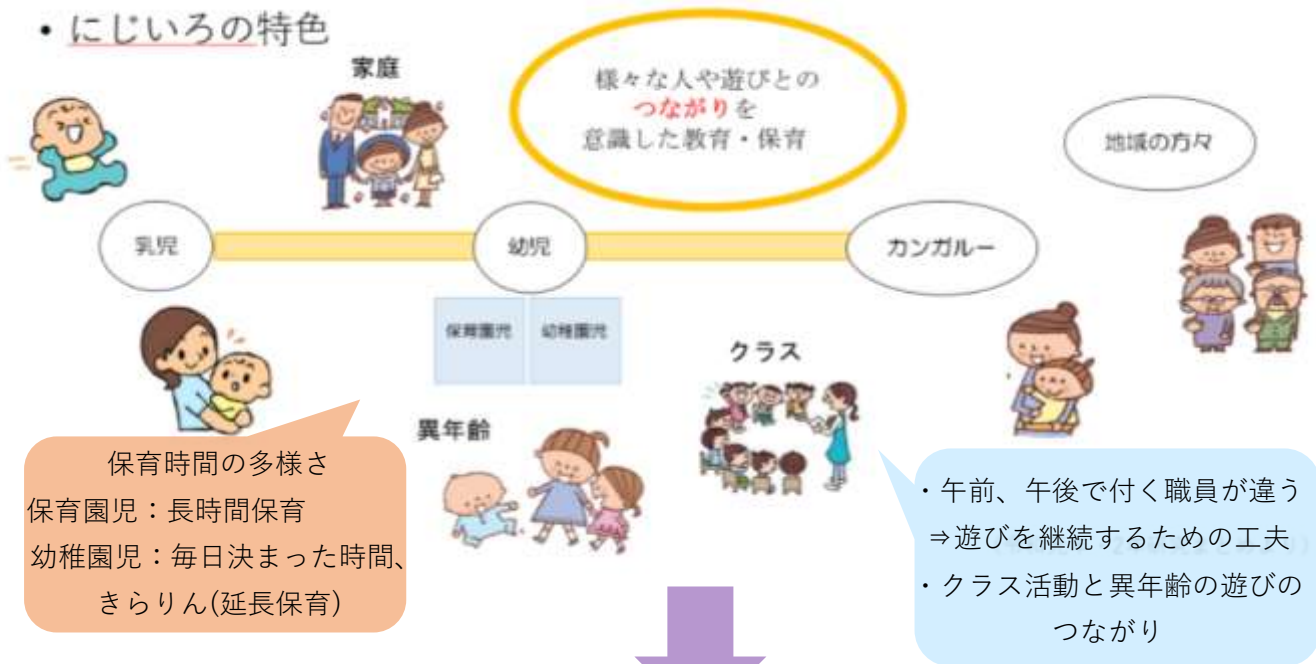 ・にじいろの特色
家庭
様々な人や遊びとの
つながりを
意識した教育・保育
地域の方々
乳児
幼児
カンガルー
保育園児
幼稚園児
クラス
異年齢
保育時間の多様さ
保育園児：長時間保育
幼稚園児：毎日決まった時間、
きらりん(延長保育)
・午前、午後で付く職員が違う
⇒遊びを継続するための工夫
・クラス活動と異年齢の遊びの
つながり